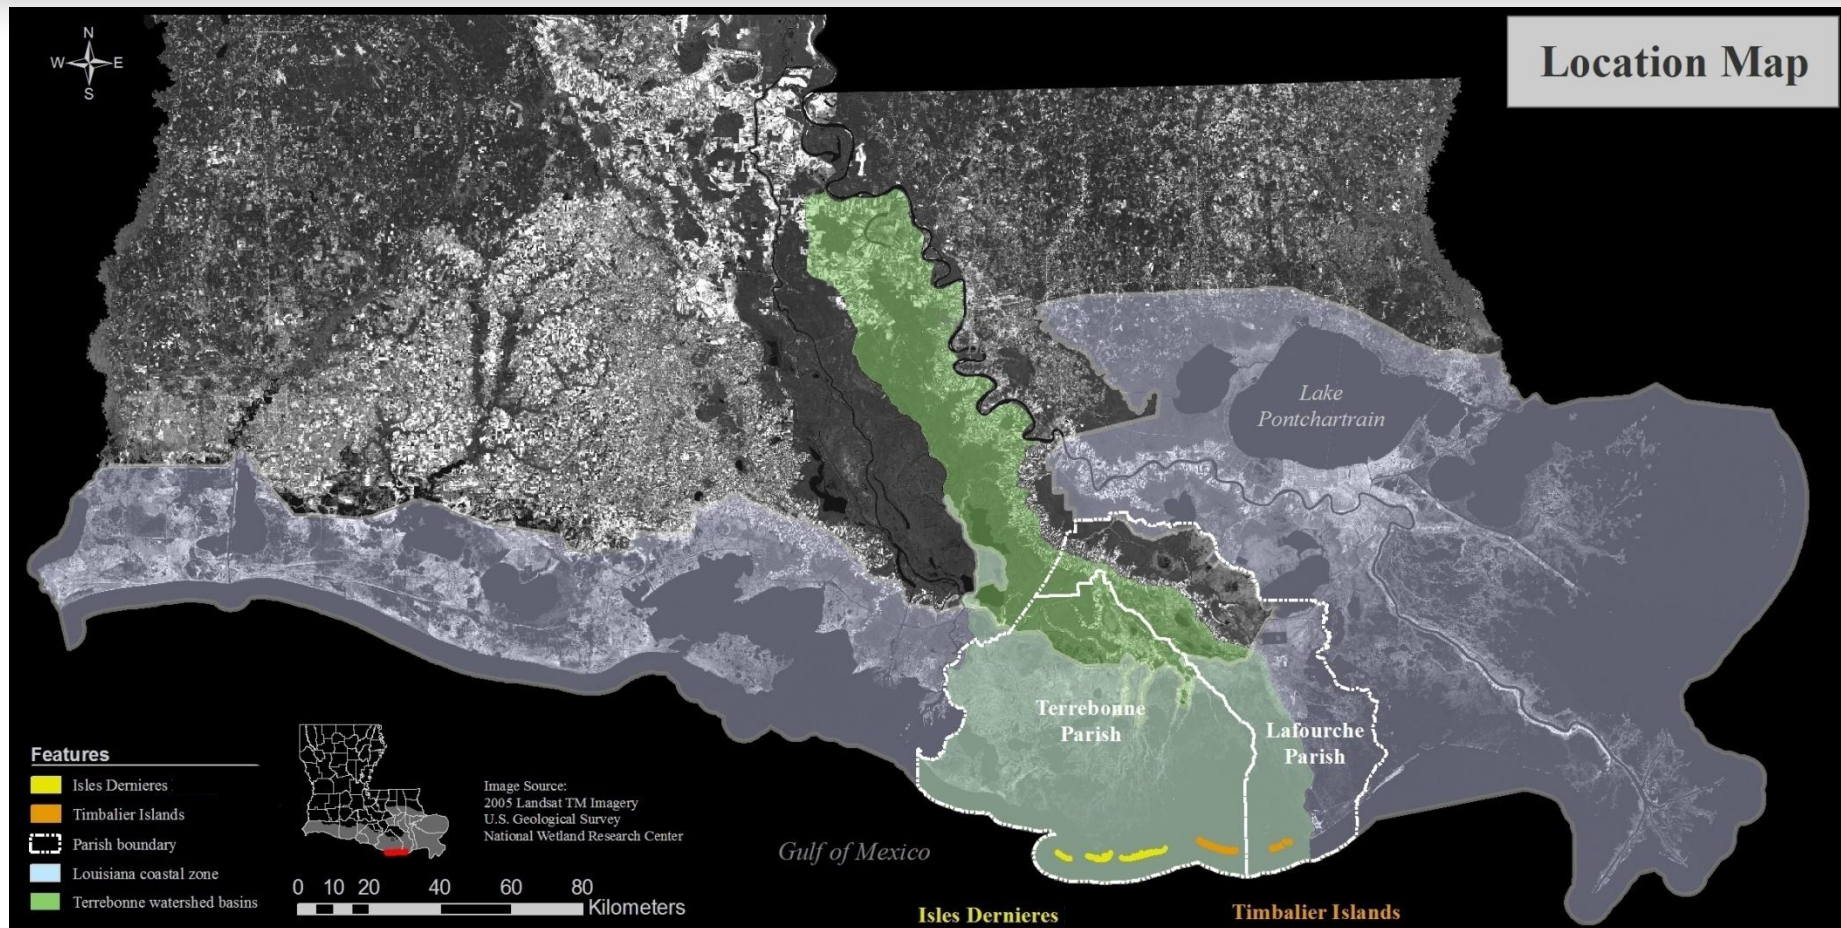 Location Map
N
W E
S
Lake
Pontchartrain
Terrebonne
Parish
Lafourche
Parish
Features
Isles Dernieres
Timbalier Islands
Parish boundary
Louisiana coastal zone
Terrebonne watershed basins
Image Source:
2005 Landsat TM Imagery
U.S. Geological Survey
National Wetland Research Center
0 10 20 40 60 80
Kilometers
Gulf of Mexico
Isles Dernieres
Timbalier Islands